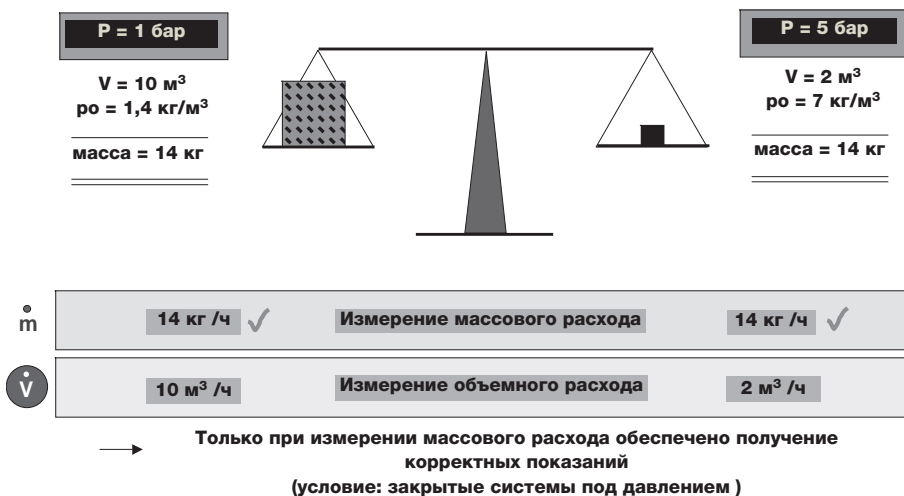 P = 1 бар
V = 10 м³
ро = 1,4 кг/м³
масса = 14 кг
P = 5 бар
V = 2 м³
ро = 7 кг/м³
масса = 14 кг
ṁ 14 кг /ч ✓ Измерение массового расхода 14 кг /ч ✓
V̇ 10 м³ /ч Измерение объемного расхода 2 м³ /ч
→ Только при измерении массового расхода обеспечено получение
корректных показаний
(условие: закрытые системы под давлением )